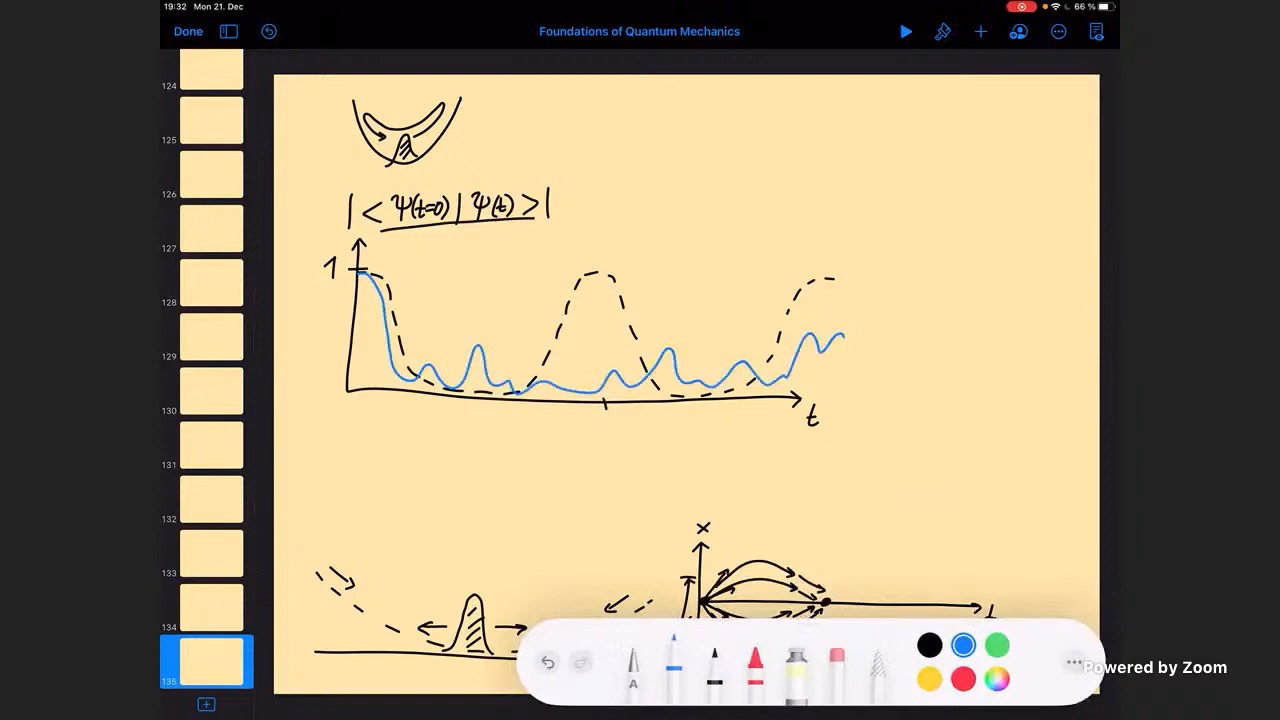 19:32 Mon 21. Dec
66 %
Done
Foundations of Quantum Mechanics
124
125
126
127
128
129
130
131
132
133
134
135
|< Ψ(t=0) | Ψ(t) >|
1
t
x
A
Powered by Zoom